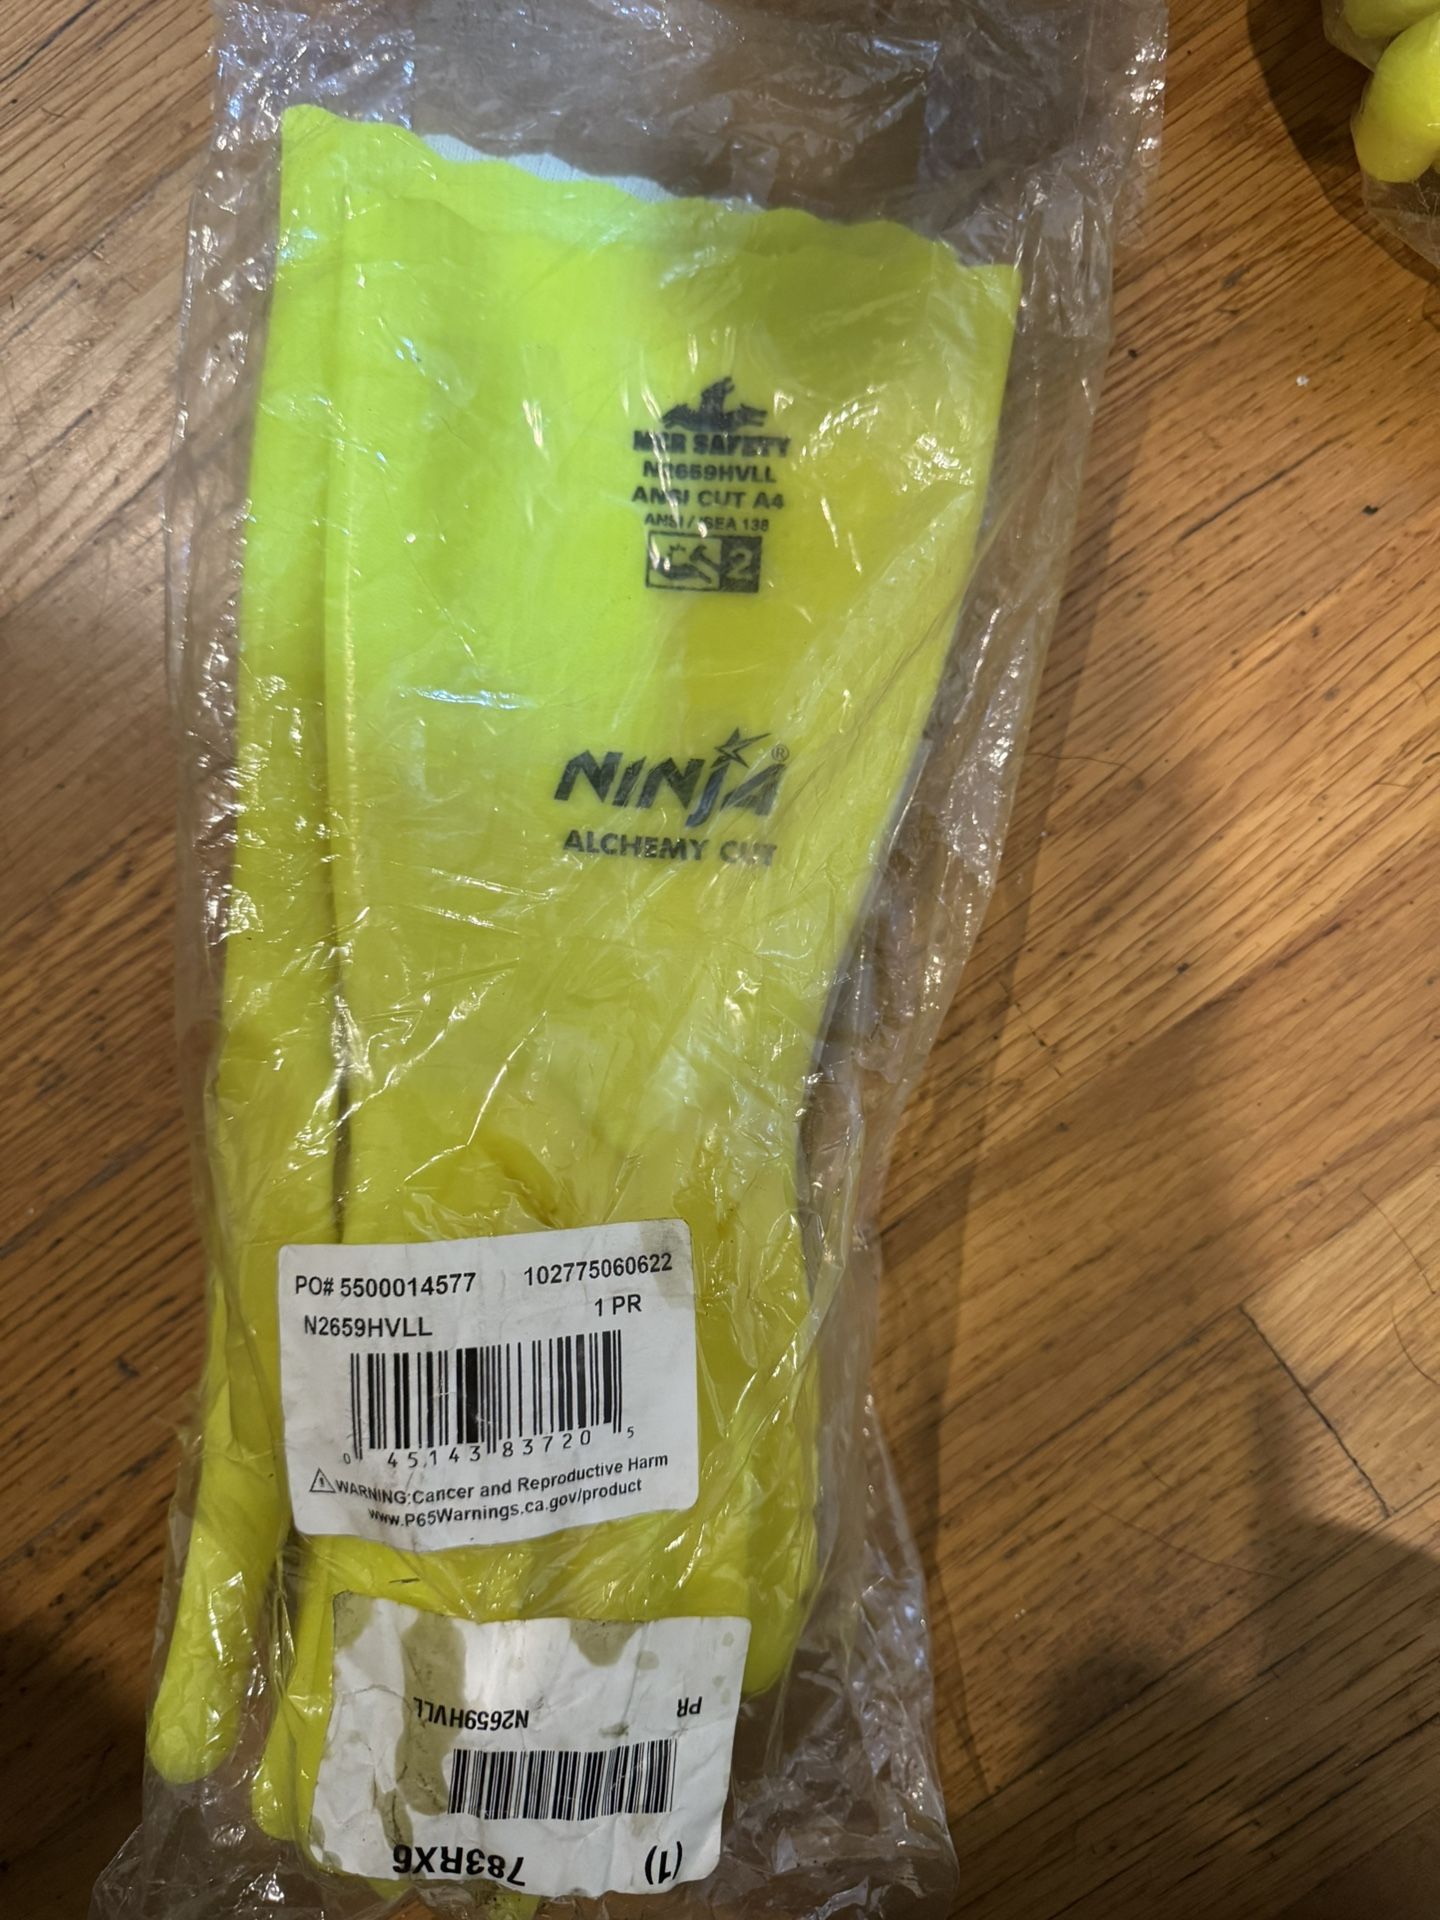 MCR SAFETY
N2659HVLL
ANSI CUT A4
ANSI / ISEA 138
2
NINJA®
ALCHEMY CUT
PO# 5500014577 102775060622
1 PR
N2659HVLL
0 45143 83720 5
WARNING:Cancer and Reproductive Harm
www.P65Warnings.ca.gov/product
(1) 783RX6
PR N2659HVLL